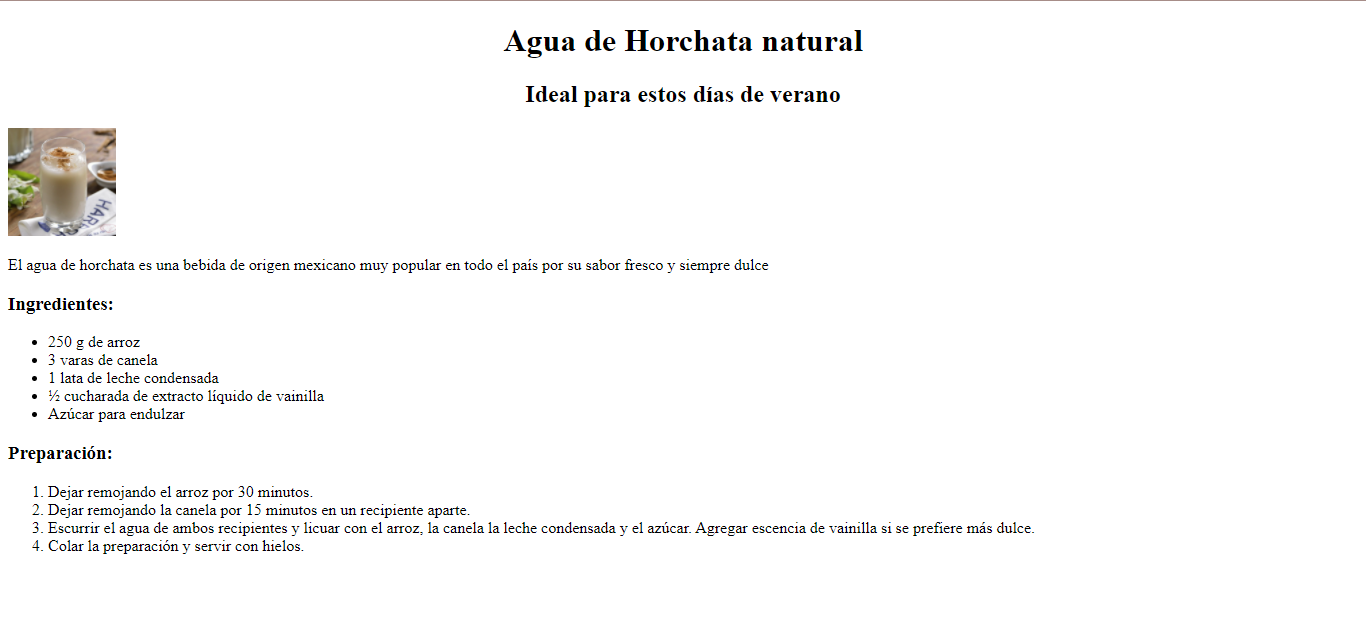 Agua de Horchata natural
Ideal para estos días de verano
El agua de horchata es una bebida de origen mexicano muy popular en todo el país por su sabor fresco y siempre dulce
Ingredientes:
• 250 g de arroz
• 3 varas de canela
• 1 lata de leche condensada
• ½ cucharada de extracto líquido de vainilla
• Azúcar para endulzar
Preparación:
1. Dejar remojando el arroz por 30 minutos.
2. Dejar remojando la canela por 15 minutos en un recipiente aparte.
3. Escurrir el agua de ambos recipientes y licuar con el arroz, la canela la leche condensada y el azúcar. Agregar escencia de vainilla si se prefiere más dulce.
4. Colar la preparación y servir con hielos.